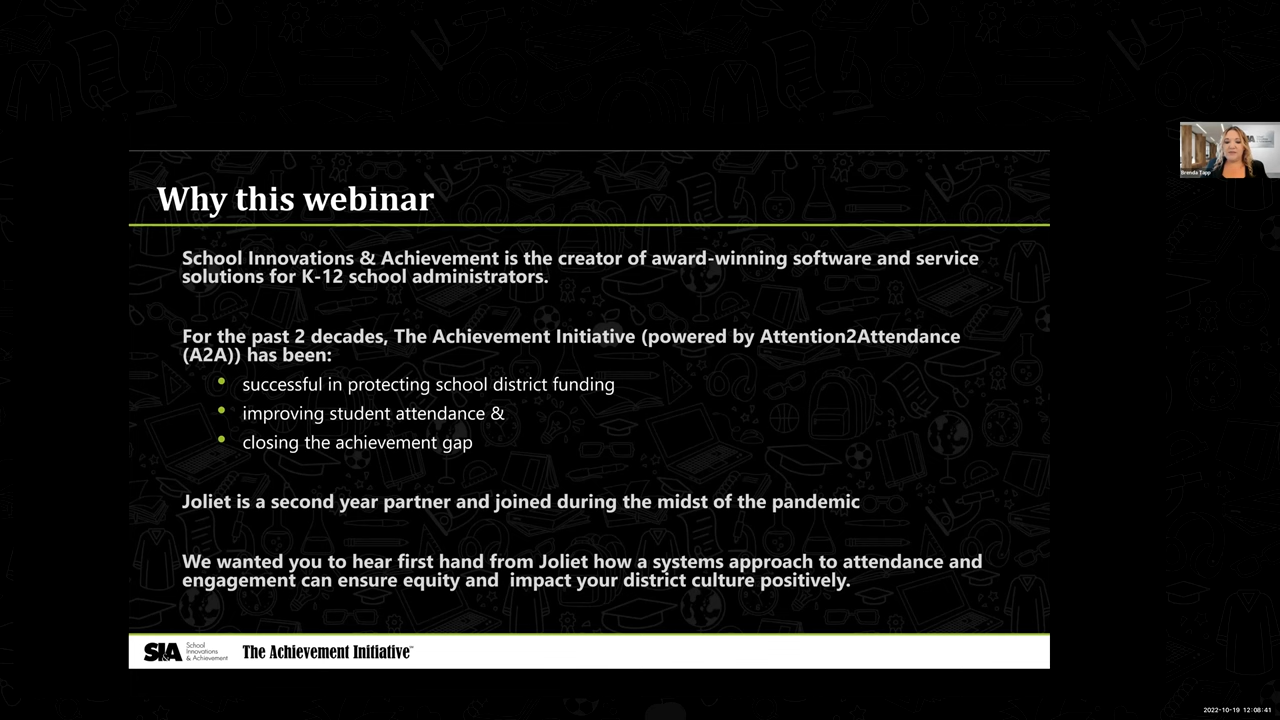 Why this webinar
School Innovations & Achievement is the creator of award-winning software and service
solutions for K-12 school administrators.
For the past 2 decades, The Achievement Initiative (powered by Attention2Attendance
(A2A)) has been:
• successful in protecting school district funding
• improving student attendance &
• closing the achievement gap
Joliet is a second year partner and joined during the midst of the pandemic
We wanted you to hear first hand from Joliet how a systems approach to attendance and
engagement can ensure equity and  impact your district culture positively.
SI&A School
Innovations
& Achievement
The Achievement Initiative℠
Brenda Tapp
2022-10-19 12:08:41